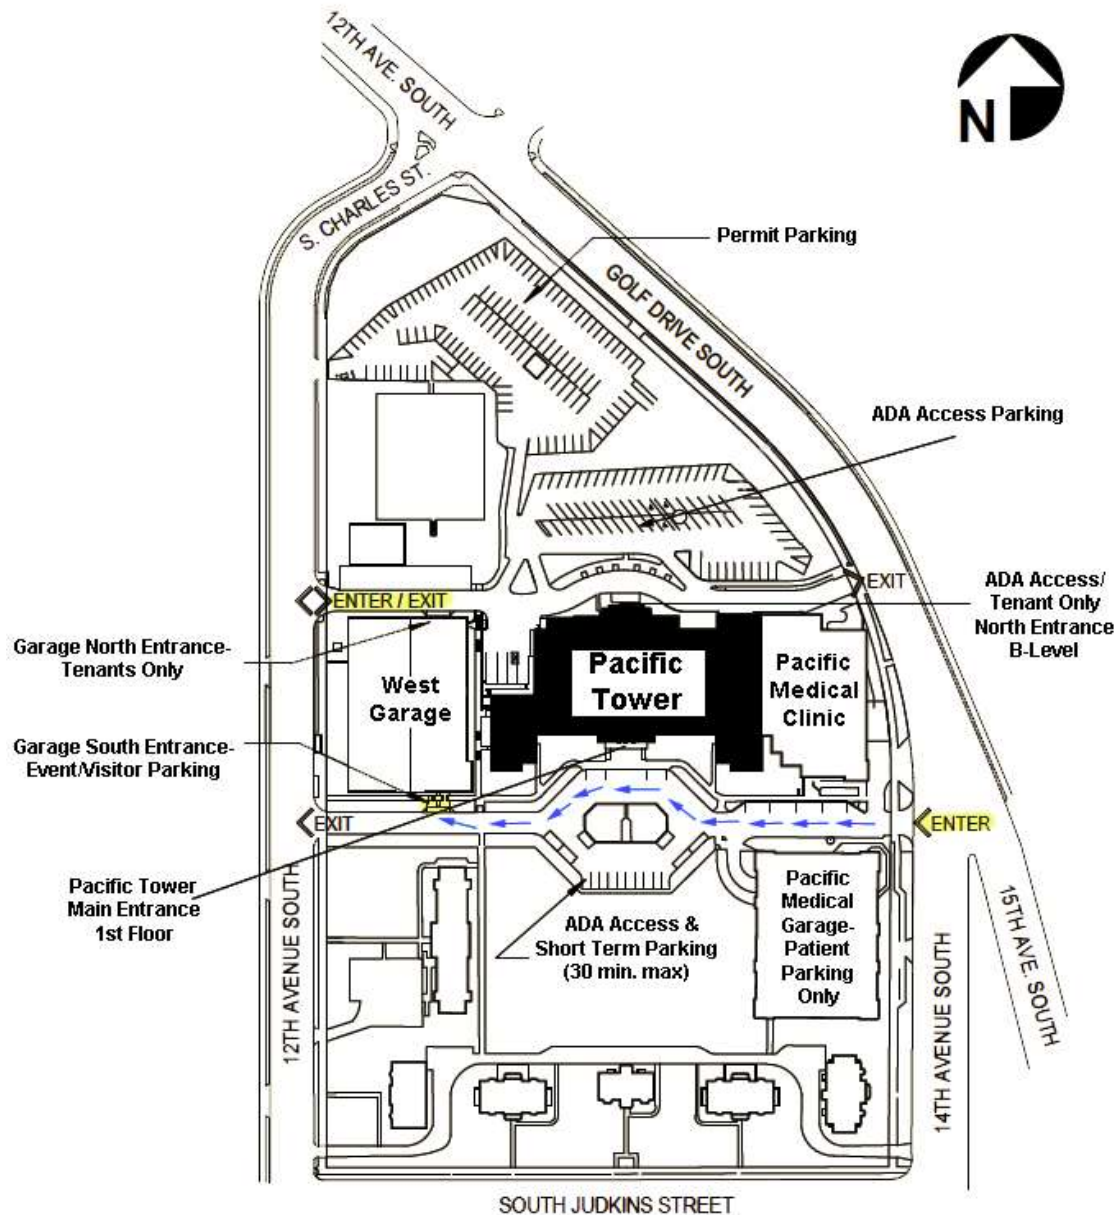 12TH AVE. SOUTH
N
S. CHARLES ST.
Permit Parking
GOLF DRIVE SOUTH
ADA Access Parking
EXIT
ADA Access/
Tenant Only
North Entrance
B-Level
ENTER / EXIT
Garage North Entrance-
Tenants Only
West
Garage
Pacific
Tower
Pacific
Medical
Clinic
Garage South Entrance-
Event/Visitor Parking
EXIT
ENTER
Pacific Tower
Main Entrance
1st Floor
ADA Access &
Short Term Parking
(30 min. max)
Pacific
Medical
Garage-
Patient
Parking
Only
12TH AVENUE SOUTH
14TH AVENUE SOUTH
15TH AVE. SOUTH
SOUTH JUDKINS STREET